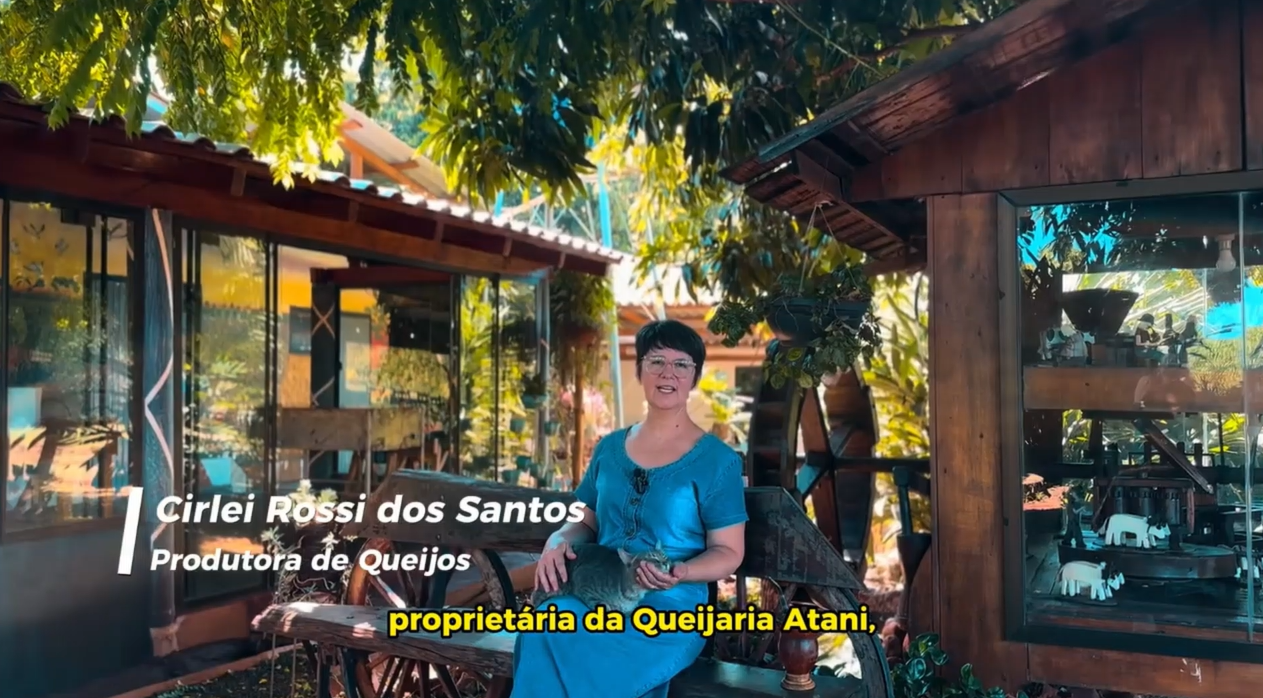 Cirlei Rossi dos Santos
Produtora de Queijos
proprietária da Queijaria Atani,